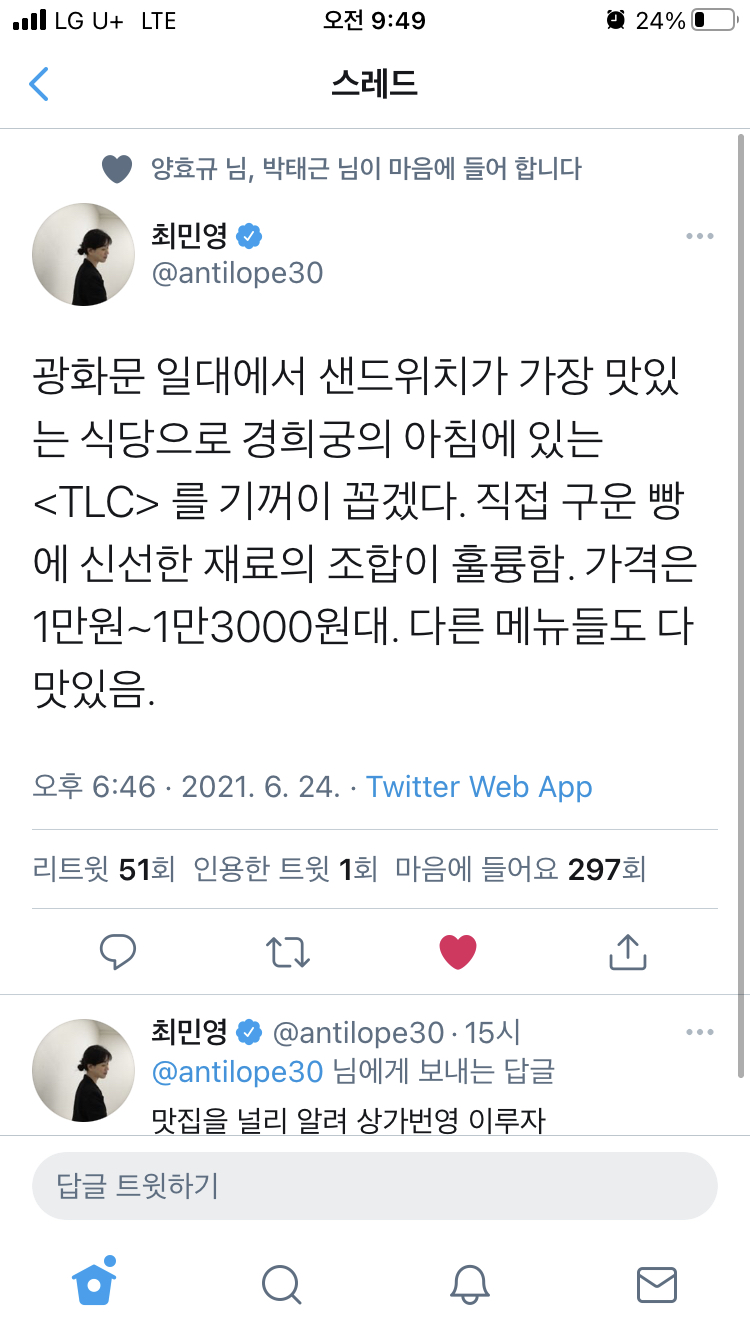 LG U+ LTE 오전 9:49 24%
스레드
양효규 님, 박태근 님이 마음에 들어 합니다
최민영
@antilope30
광화문 일대에서 샌드위치가 가장 맛있
는 식당으로 경희궁의 아침에 있는
<TLC> 를 기꺼이 꼽겠다. 직접 구운 빵
에 신선한 재료의 조합이 훌륭함. 가격은
1만원~1만3000원대. 다른 메뉴들도 다
맛있음.
오후 6:46 · 2021. 6. 24. · Twitter Web App
리트윗 51회 인용한 트윗 1회 마음에 들어요 297회
최민영 @antilope30 · 15시
@antilope30 님에게 보내는 답글
맛집을 널리 알려 상가번영 이루자
답글 트윗하기